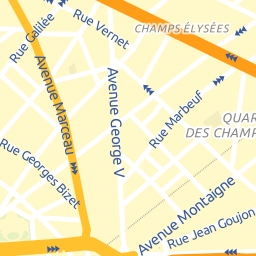 Rue Vernet
CHAMPS ÉLYSÉES
Rue Galilée
Avenue Marceau
Avenue George V
Rue Marbeuf
QUAR
DES CHAMP
Rue Georges Bizet
Avenue Montaigne
Rue Jean Goujon